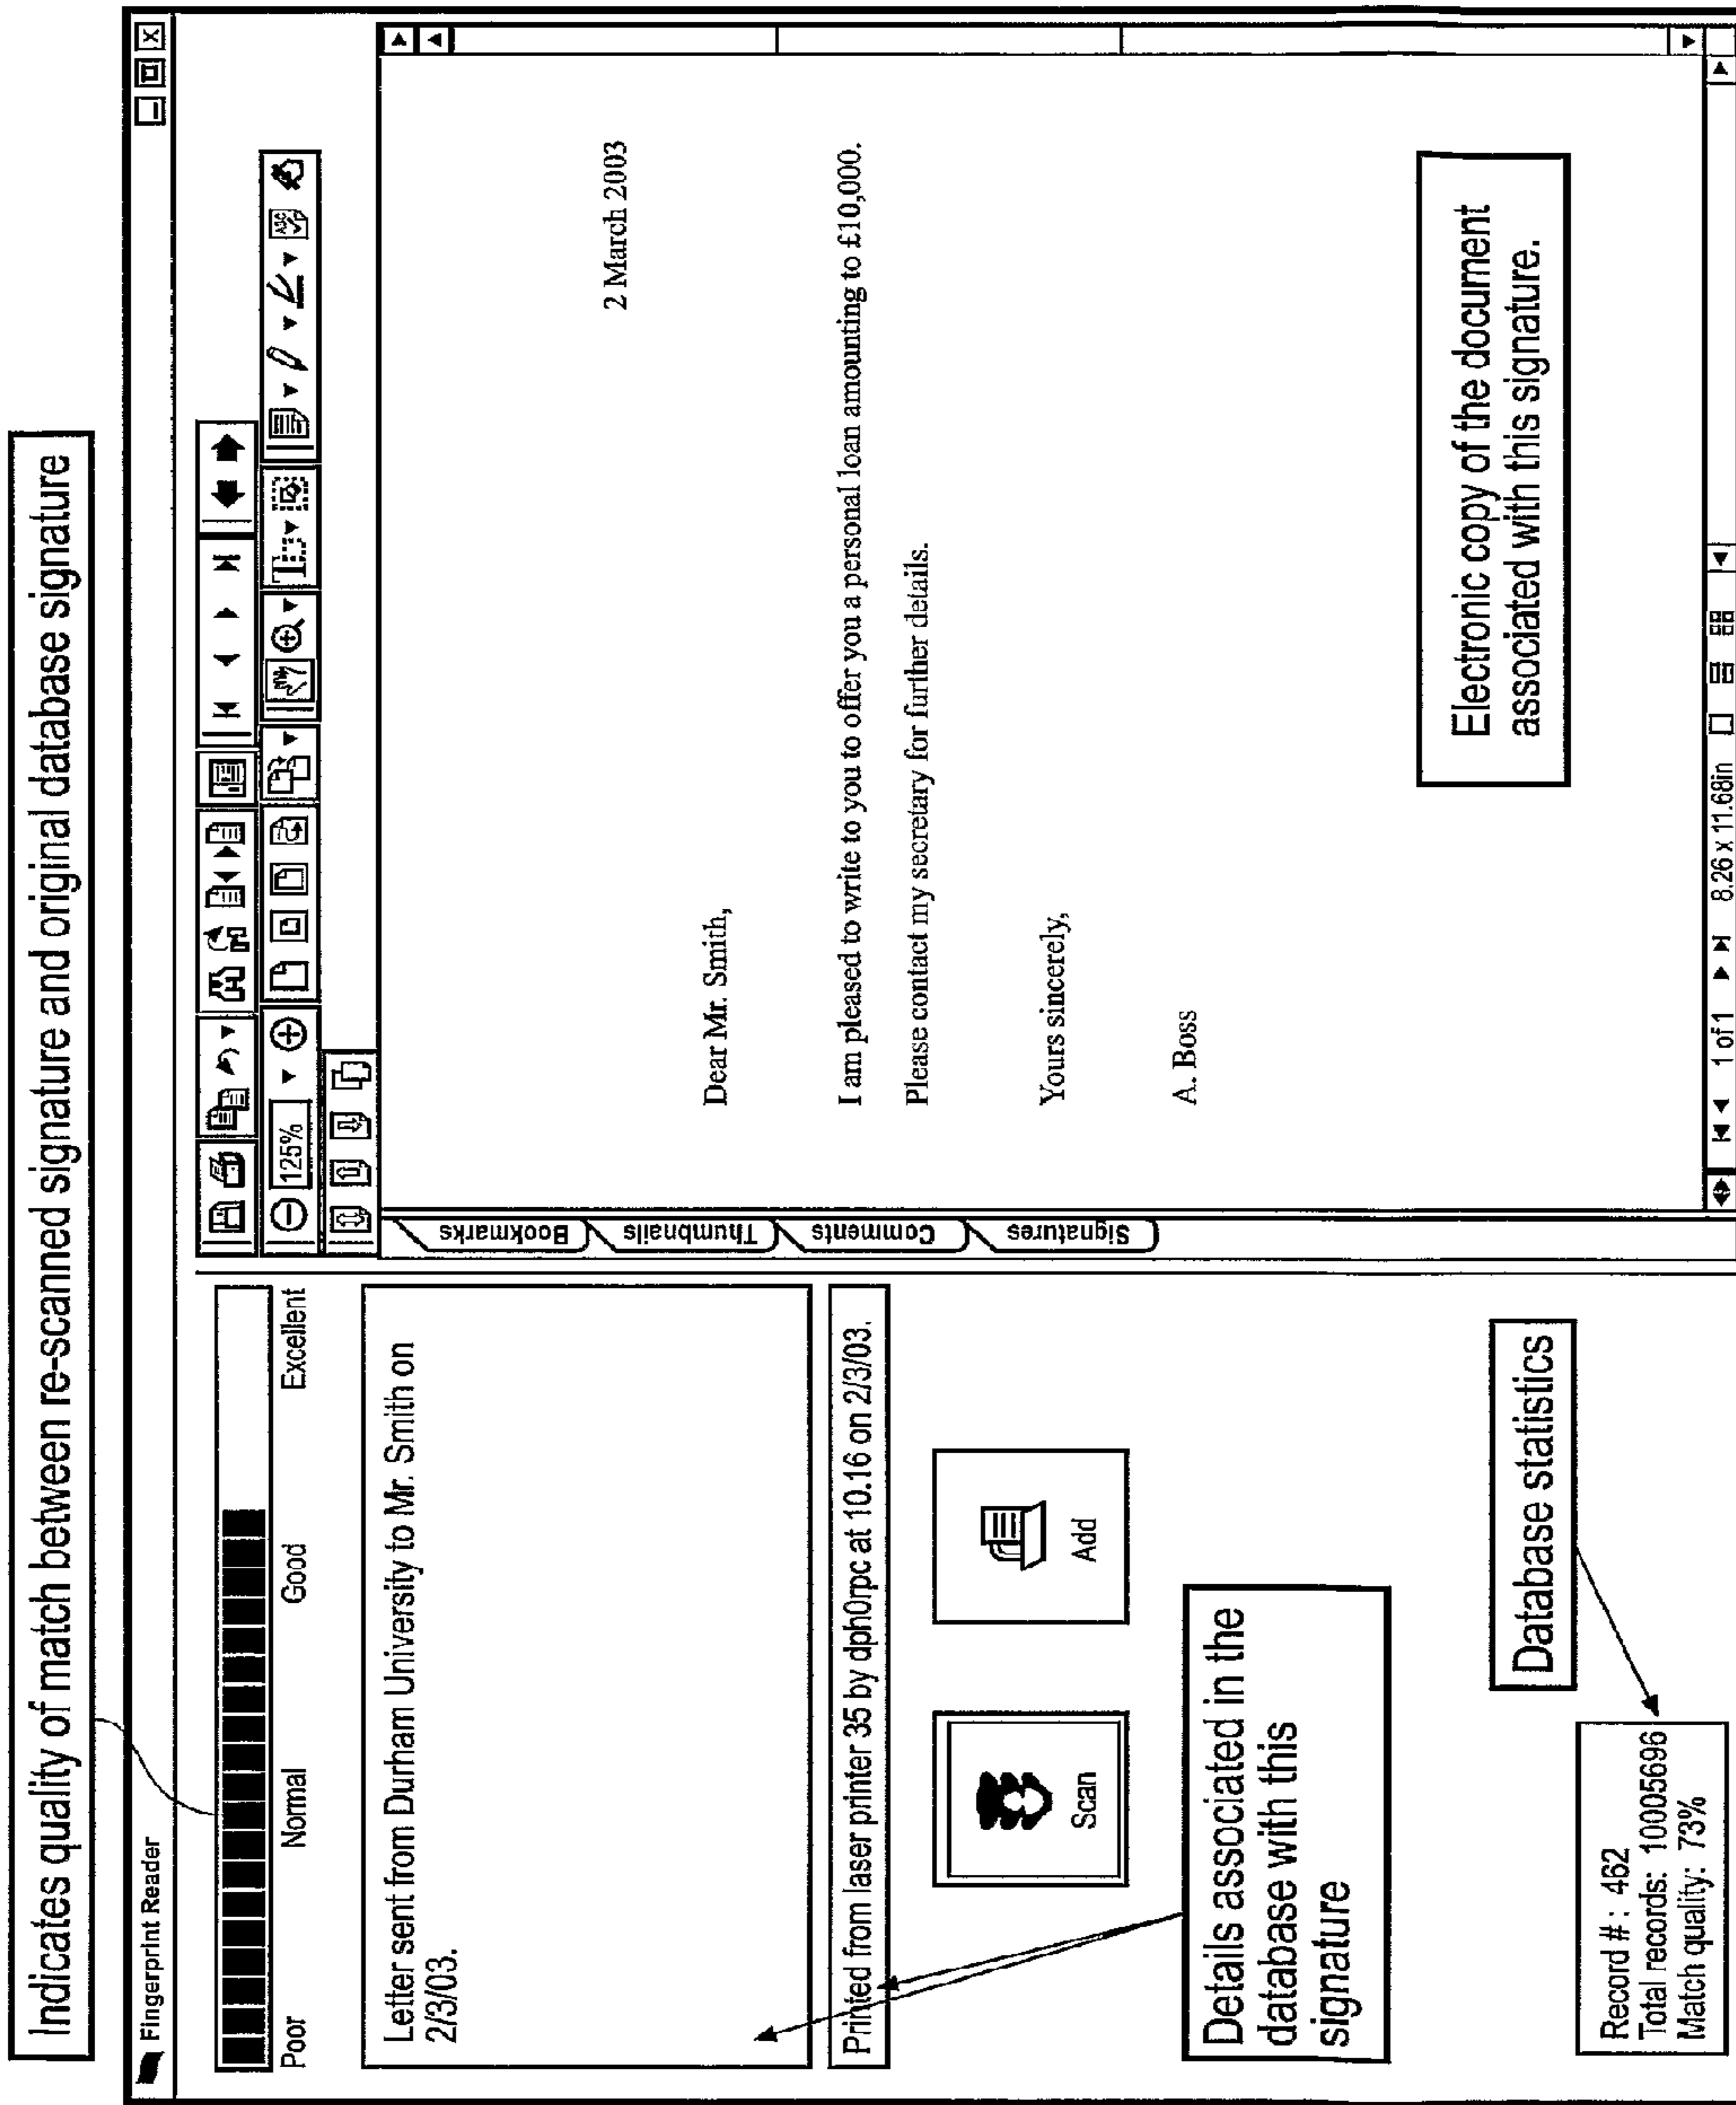 Indicates quality of match between re-scanned signature and original database signature
Fingerprint Reader
Poor Normal Good Excellent
Letter sent from Durham University to Mr. Smith on
2/3/03.
Printed from laser printer 35 by dph0rpc at 10.16 on 2/3/03.
Scan
Add
Details associated in the
database with this
signature
Database statistics
Record # : 462
Total records: 10005696
Match quality: 73%
125%
ABC
Bookmarks
Thumbnails
Comments
Signatures
2 March 2003
Dear Mr. Smith,
I am pleased to write to you to offer you a personal loan amounting to £10,000.
Please contact my secretary for further details.
Yours sincerely,
A. Boss
Electronic copy of the document
associated with this signature.
1 of 1 8.26 x 11.68in